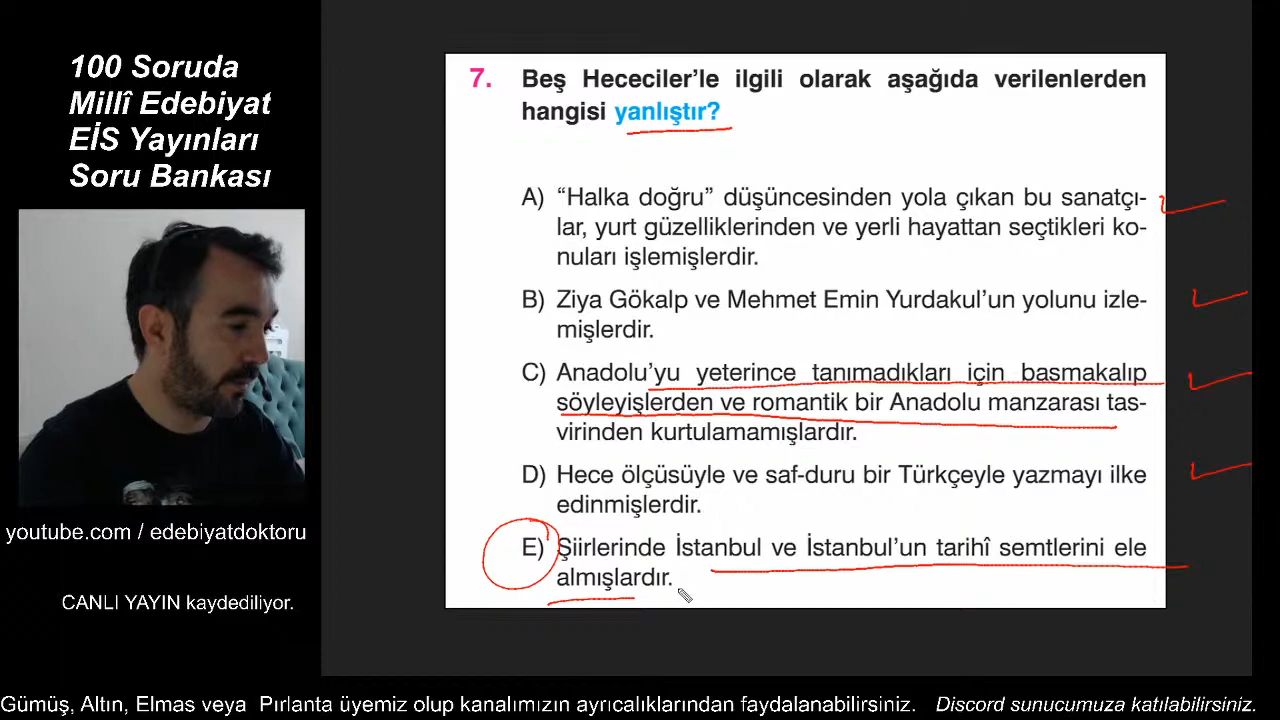 100 Soruda
Millî Edebiyat
EİS Yayınları
Soru Bankası
youtube.com / edebiyatdoktoru
CANLI YAYIN kaydediliyor.
7. Beş Hececiler’le ilgili olarak aşağıda verilenlerden
hangisi yanlıştır?
A) “Halka doğru” düşüncesinden yola çıkan bu sanatçı-
lar, yurt güzelliklerinden ve yerli hayattan seçtikleri ko-
nuları işlemişlerdir.
B) Ziya Gökalp ve Mehmet Emin Yurdakul’un yolunu izle-
mişlerdir.
C) Anadolu’yu yeterince tanımadıkları için basmakalıp
söyleyişlerden ve romantik bir Anadolu manzarası tas-
virinden kurtulamamışlardır.
D) Hece ölçüsüyle ve saf-duru bir Türkçeyle yazmayı ilke
edinmişlerdir.
E) Şiirlerinde İstanbul ve İstanbul’un tarihî semtlerini ele
almışlardır.
Gümüş, Altın, Elmas veya Pırlanta üyemiz olup kanalımızın ayrıcalıklarından faydalanabilirsiniz. Discord sunucumuza katılabilirsiniz.